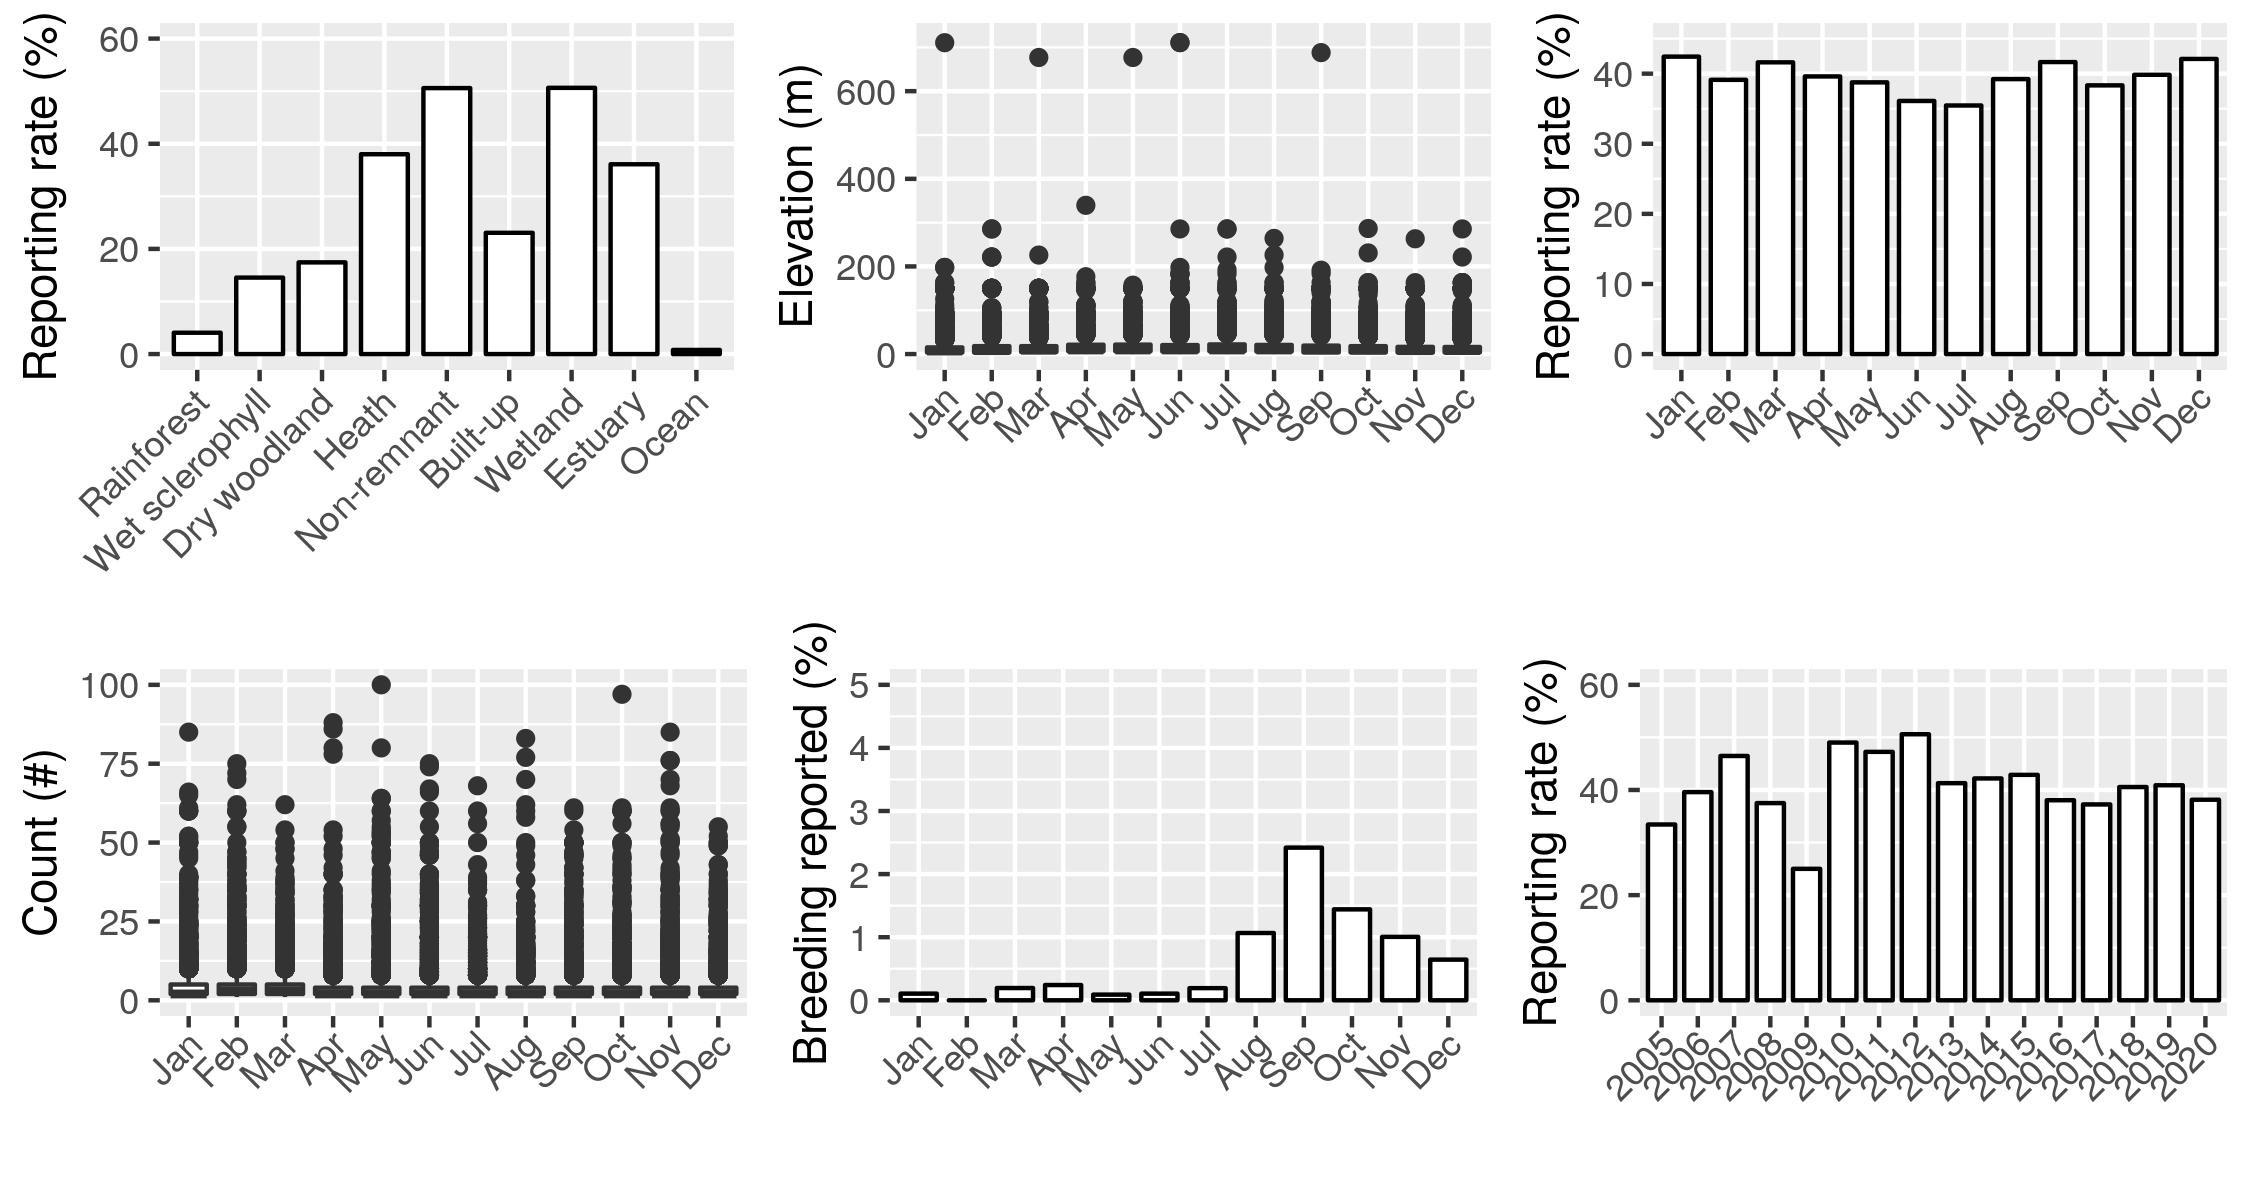 Reporting rate (%)
60
40
20
0
Rainforest
Wet sclerophyll
Dry woodland
Heath
Non-remnant
Built-up
Wetland
Estuary
Ocean
Elevation (m)
600
400
200
0
Jan
Feb
Mar
Apr
May
Jun
Jul
Aug
Sep
Oct
Nov
Dec
Reporting rate (%)
40
30
20
10
0
Jan
Feb
Mar
Apr
May
Jun
Jul
Aug
Sep
Oct
Nov
Dec
Count (#)
100
75
50
25
0
Jan
Feb
Mar
Apr
May
Jun
Jul
Aug
Sep
Oct
Nov
Dec
Breeding reported (%)
5
4
3
2
1
0
Jan
Feb
Mar
Apr
May
Jun
Jul
Aug
Sep
Oct
Nov
Dec
Reporting rate (%)
60
40
20
0
2005
2006
2007
2008
2009
2010
2011
2012
2013
2014
2015
2016
2017
2018
2019
2020